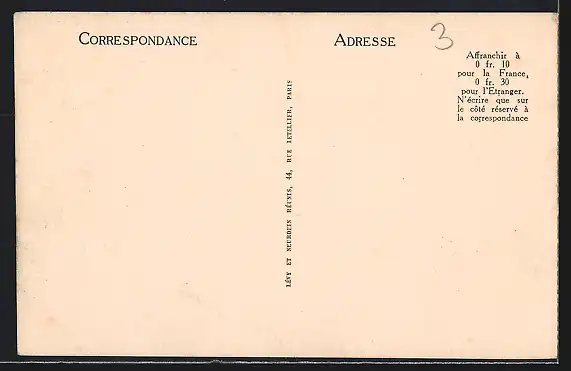 CORRESPONDANCE
ADRESSE
3
Affranchir à
0 fr. 10
pour la France,
0 fr. 30
pour l'Etranger.
N'écrire que sur
le côté réservé à
la correspondance
LÉVY ET NEURDEIN RÉUNIS, 44, RUE LETELLIER, PARIS